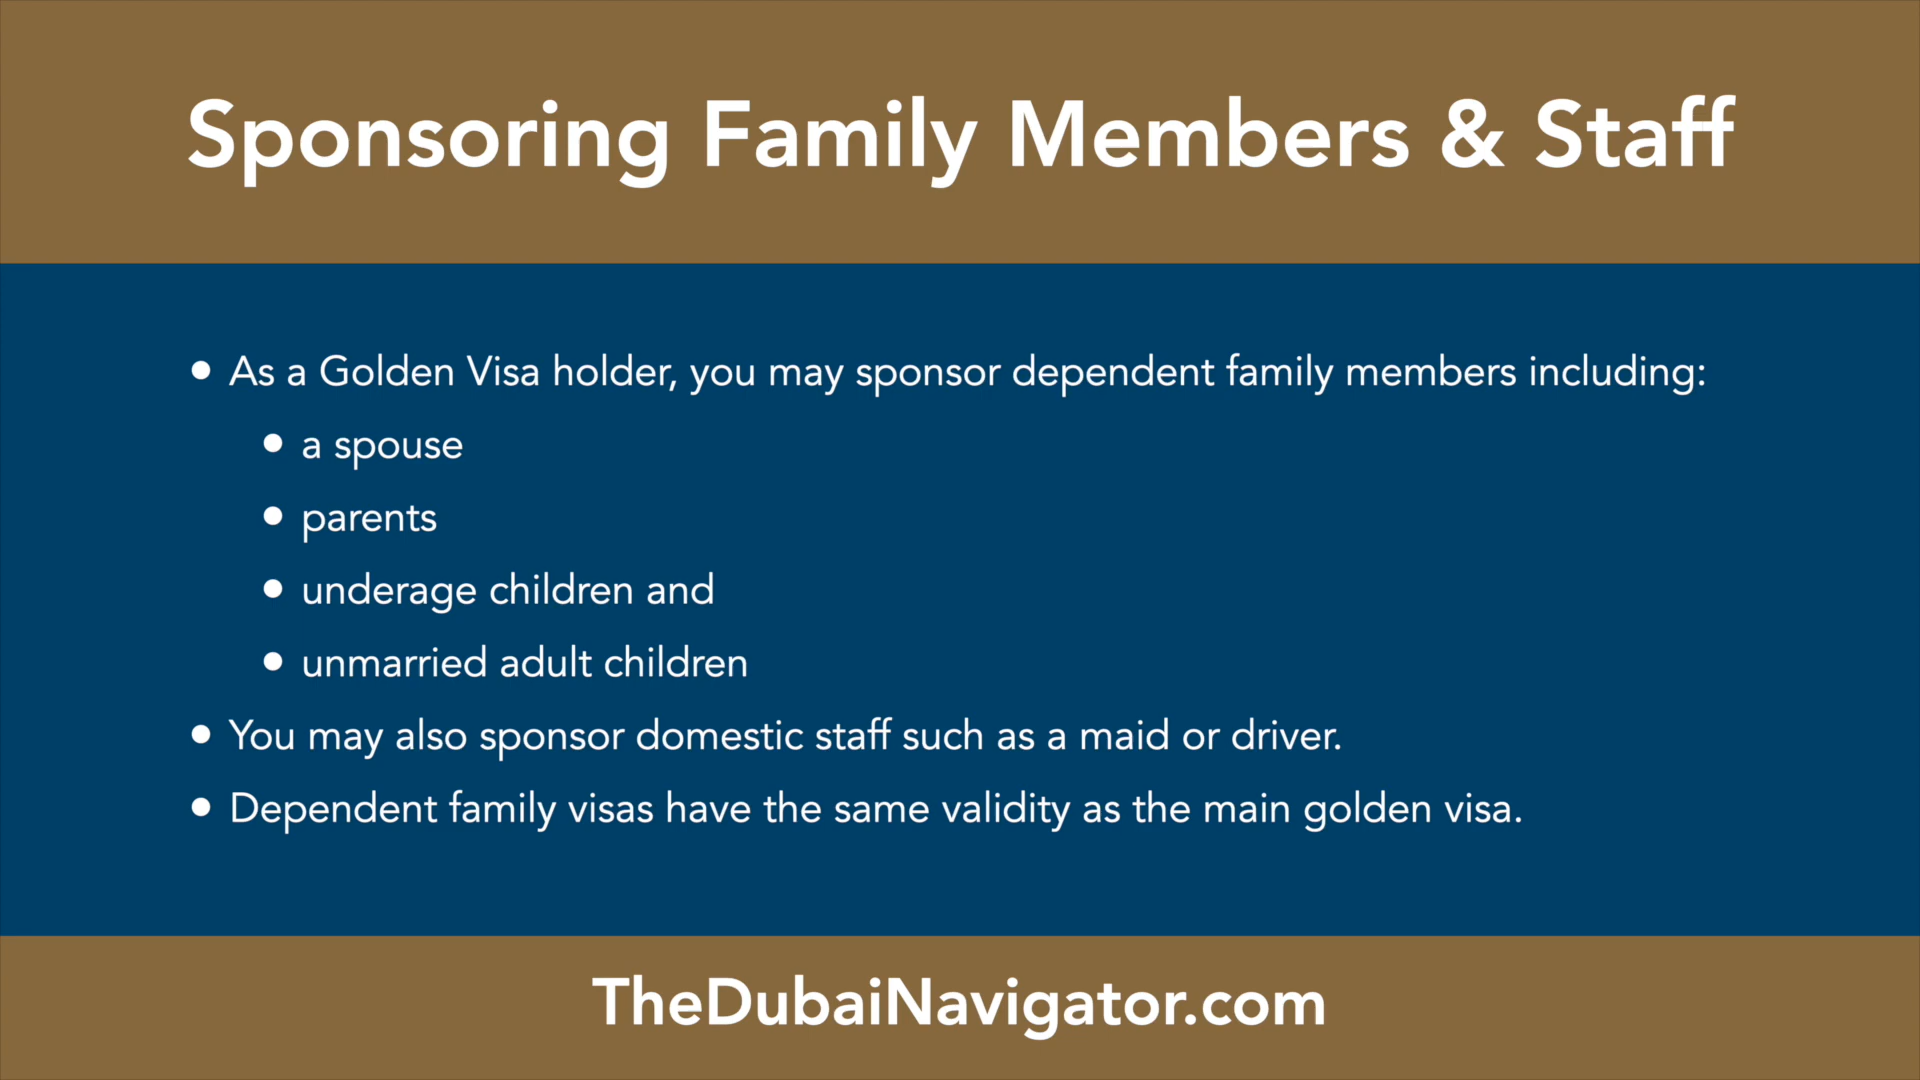 Sponsoring Family Members & Staff
• As a Golden Visa holder, you may sponsor dependent family members including:
• a spouse
• parents
• underage children and
• unmarried adult children
• You may also sponsor domestic staff such as a maid or driver.
• Dependent family visas have the same validity as the main golden visa.
TheDubaiNavigator.com